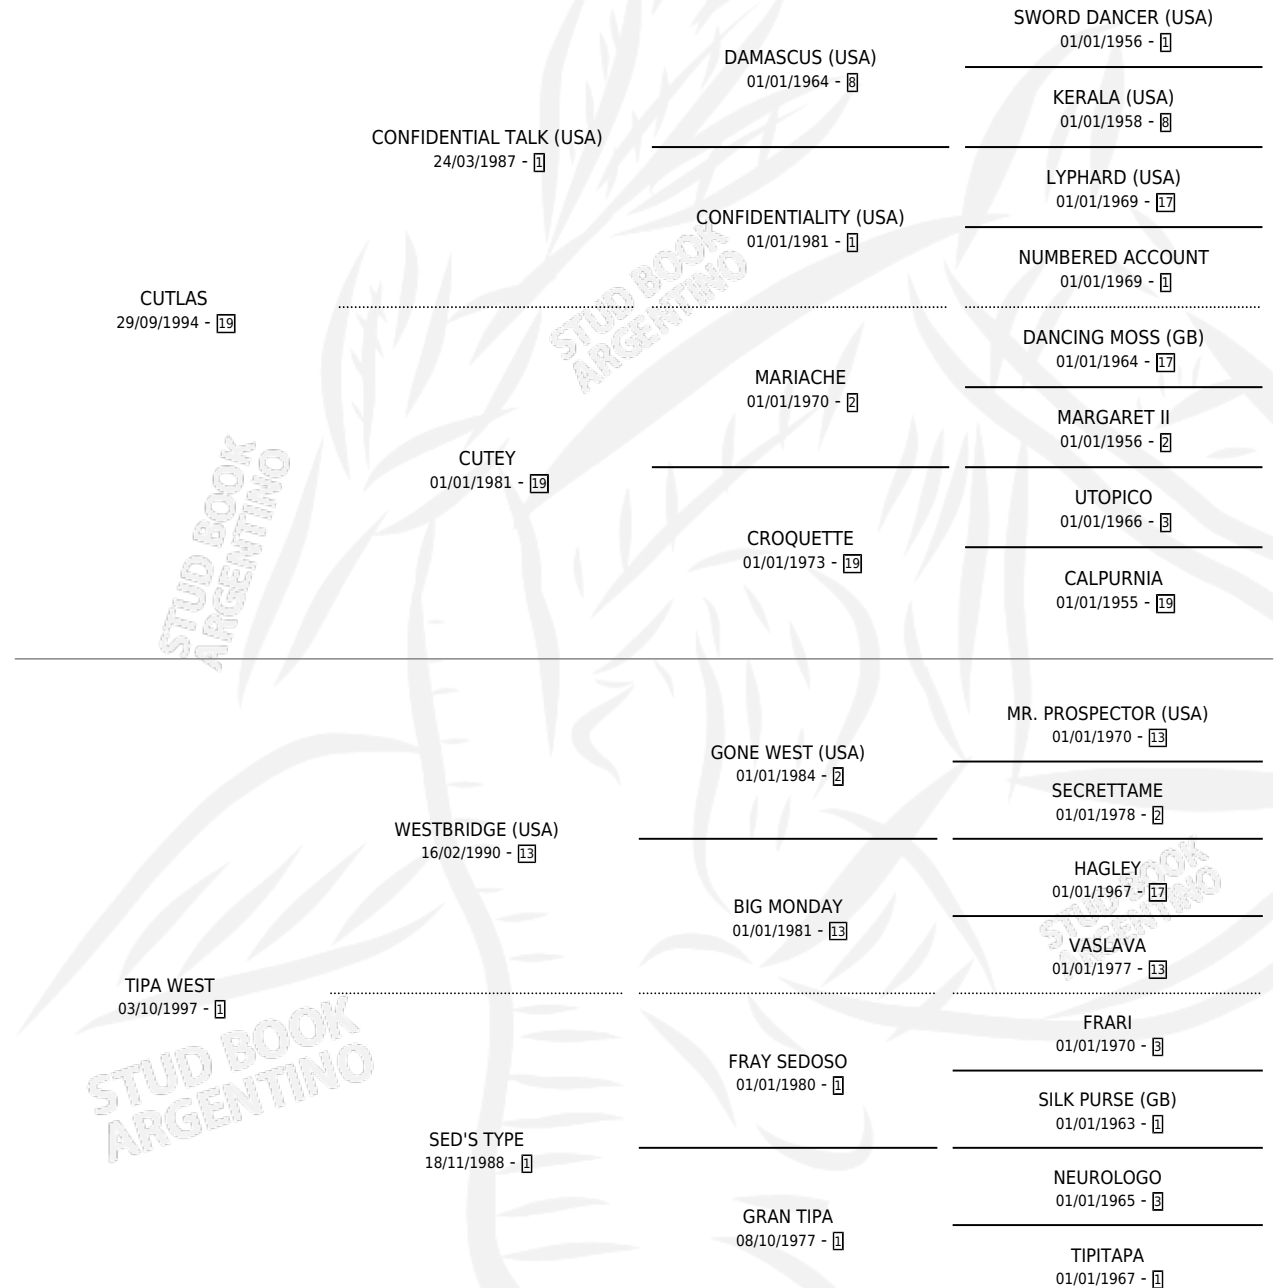 SWORD DANCER (USA)
01/01/1956 - 1
DAMASCUS (USA)
01/01/1964 - 8
KERALA (USA)
01/01/1958 - 8
CONFIDENTIAL TALK (USA)
24/03/1987 - 1
LYPHARD (USA)
01/01/1969 - 17
CONFIDENTIALITY (USA)
01/01/1981 - 1
NUMBERED ACCOUNT
01/01/1969 - 1
CUTLAS
29/09/1994 - 19
STUD BOOK
ARGENTINO
DANCING MOSS (GB)
01/01/1964 - 17
MARIACHE
01/01/1970 - 2
MARGARET II
01/01/1956 - 2
CUTEY
01/01/1981 - 19
UTOPICO
01/01/1966 - 3
CROQUETTE
01/01/1973 - 19
CALPURNIA
01/01/1955 - 19
STUD BOOK
ARGENTINO
MR. PROSPECTOR (USA)
01/01/1970 - 13
GONE WEST (USA)
01/01/1984 - 2
SECRETTAME
01/01/1978 - 2
WESTBRIDGE (USA)
16/02/1990 - 13
HAGLEY
01/01/1967 - 17
BIG MONDAY
01/01/1981 - 13
VASLAVA
01/01/1977 - 13
STUD BOOK
ARGENTINO
TIPA WEST
03/10/1997 - 1
FRARI
01/01/1970 - 3
FRAY SEDOSO
01/01/1980 - 1
SILK PURSE (GB)
01/01/1963 - 1
STUD BOOK
ARGENTINO
SED'S TYPE
18/11/1988 - 1
NEUROLOGO
01/01/1965 - 3
GRAN TIPA
08/10/1977 - 1
TIPITAPA
01/01/1967 - 1